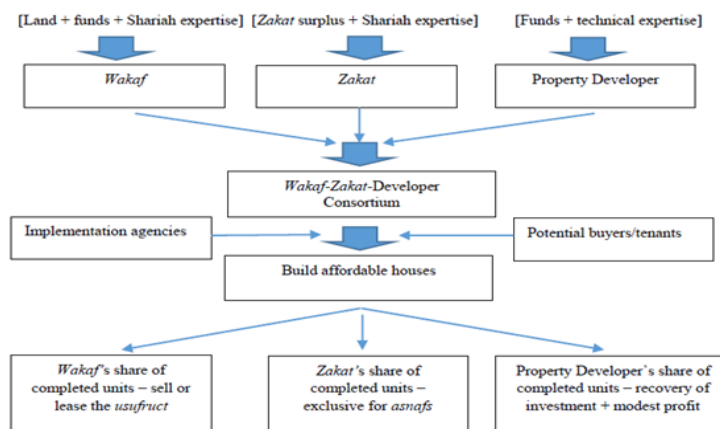 [Land + funds + Shariah expertise]
[Zakat surplus + Shariah expertise]
[Funds + technical expertise]
Wakaf
Zakat
Property Developer
Wakaf-Zakat-Developer
Consortium
Implementation agencies
Potential buyers/tenants
Build affordable houses
Wakaf's share of
completed units – sell or
lease the usufruct
Zakat's share of
completed units –
exclusive for asnafs
Property Developer's share of
completed units – recovery of
investment + modest profit